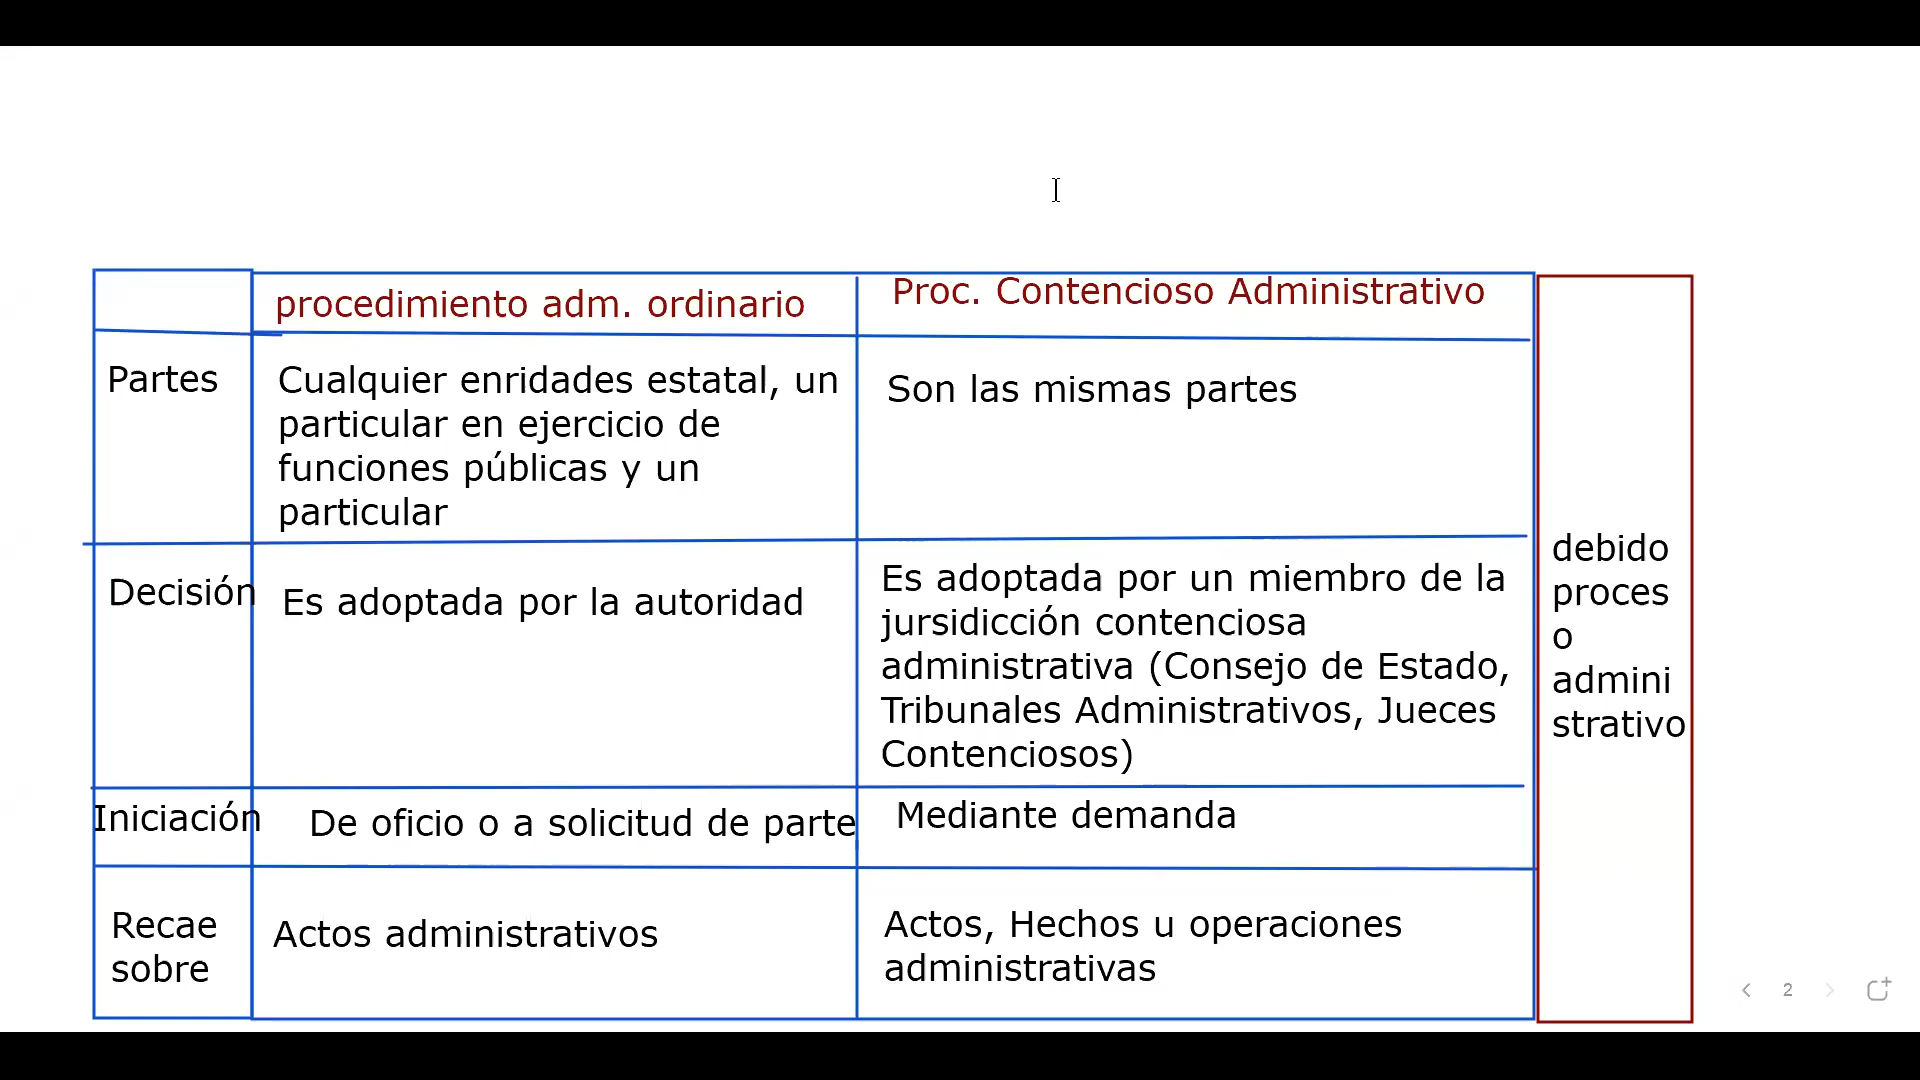 procedimiento adm. ordinario
Proc. Contencioso Administrativo
Partes
Cualquier enridades estatal, un
particular en ejercicio de
funciones públicas y un
particular
Son las mismas partes
Decisión
Es adoptada por la autoridad
Es adoptada por un miembro de la
jursidicción contenciosa
administrativa (Consejo de Estado,
Tribunales Administrativos, Jueces
Contenciosos)
Iniciación
De oficio o a solicitud de parte
Mediante demanda
Recae
sobre
Actos administrativos
Actos, Hechos u operaciones
administrativas
debido
proces
o
admini
strativo
2